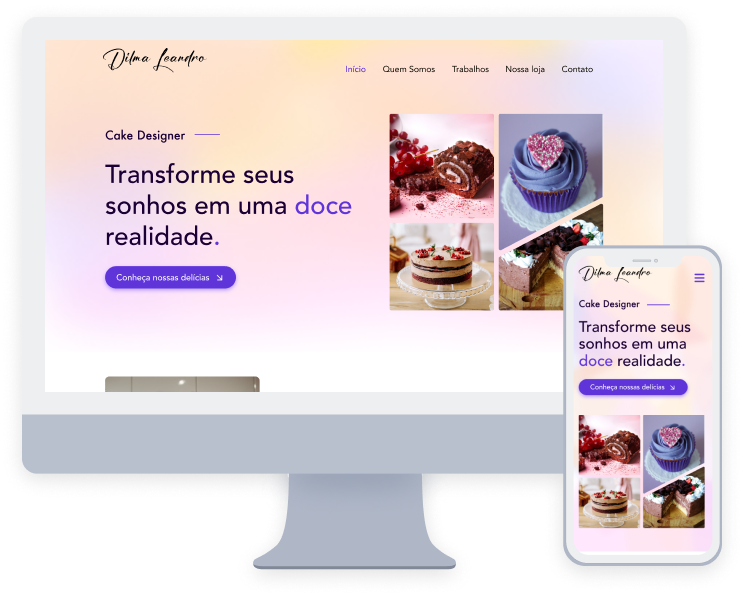 Dilma Leandro
Início Quem Somos Trabalhos Nossa loja Contato
Cake Designer
Transforme seus
sonhos em uma doce
realidade.
Conheça nossas delícias
Dilma Leandro
Cake Designer
Transforme seus
sonhos em uma
doce realidade.
Conheça nossas delícias